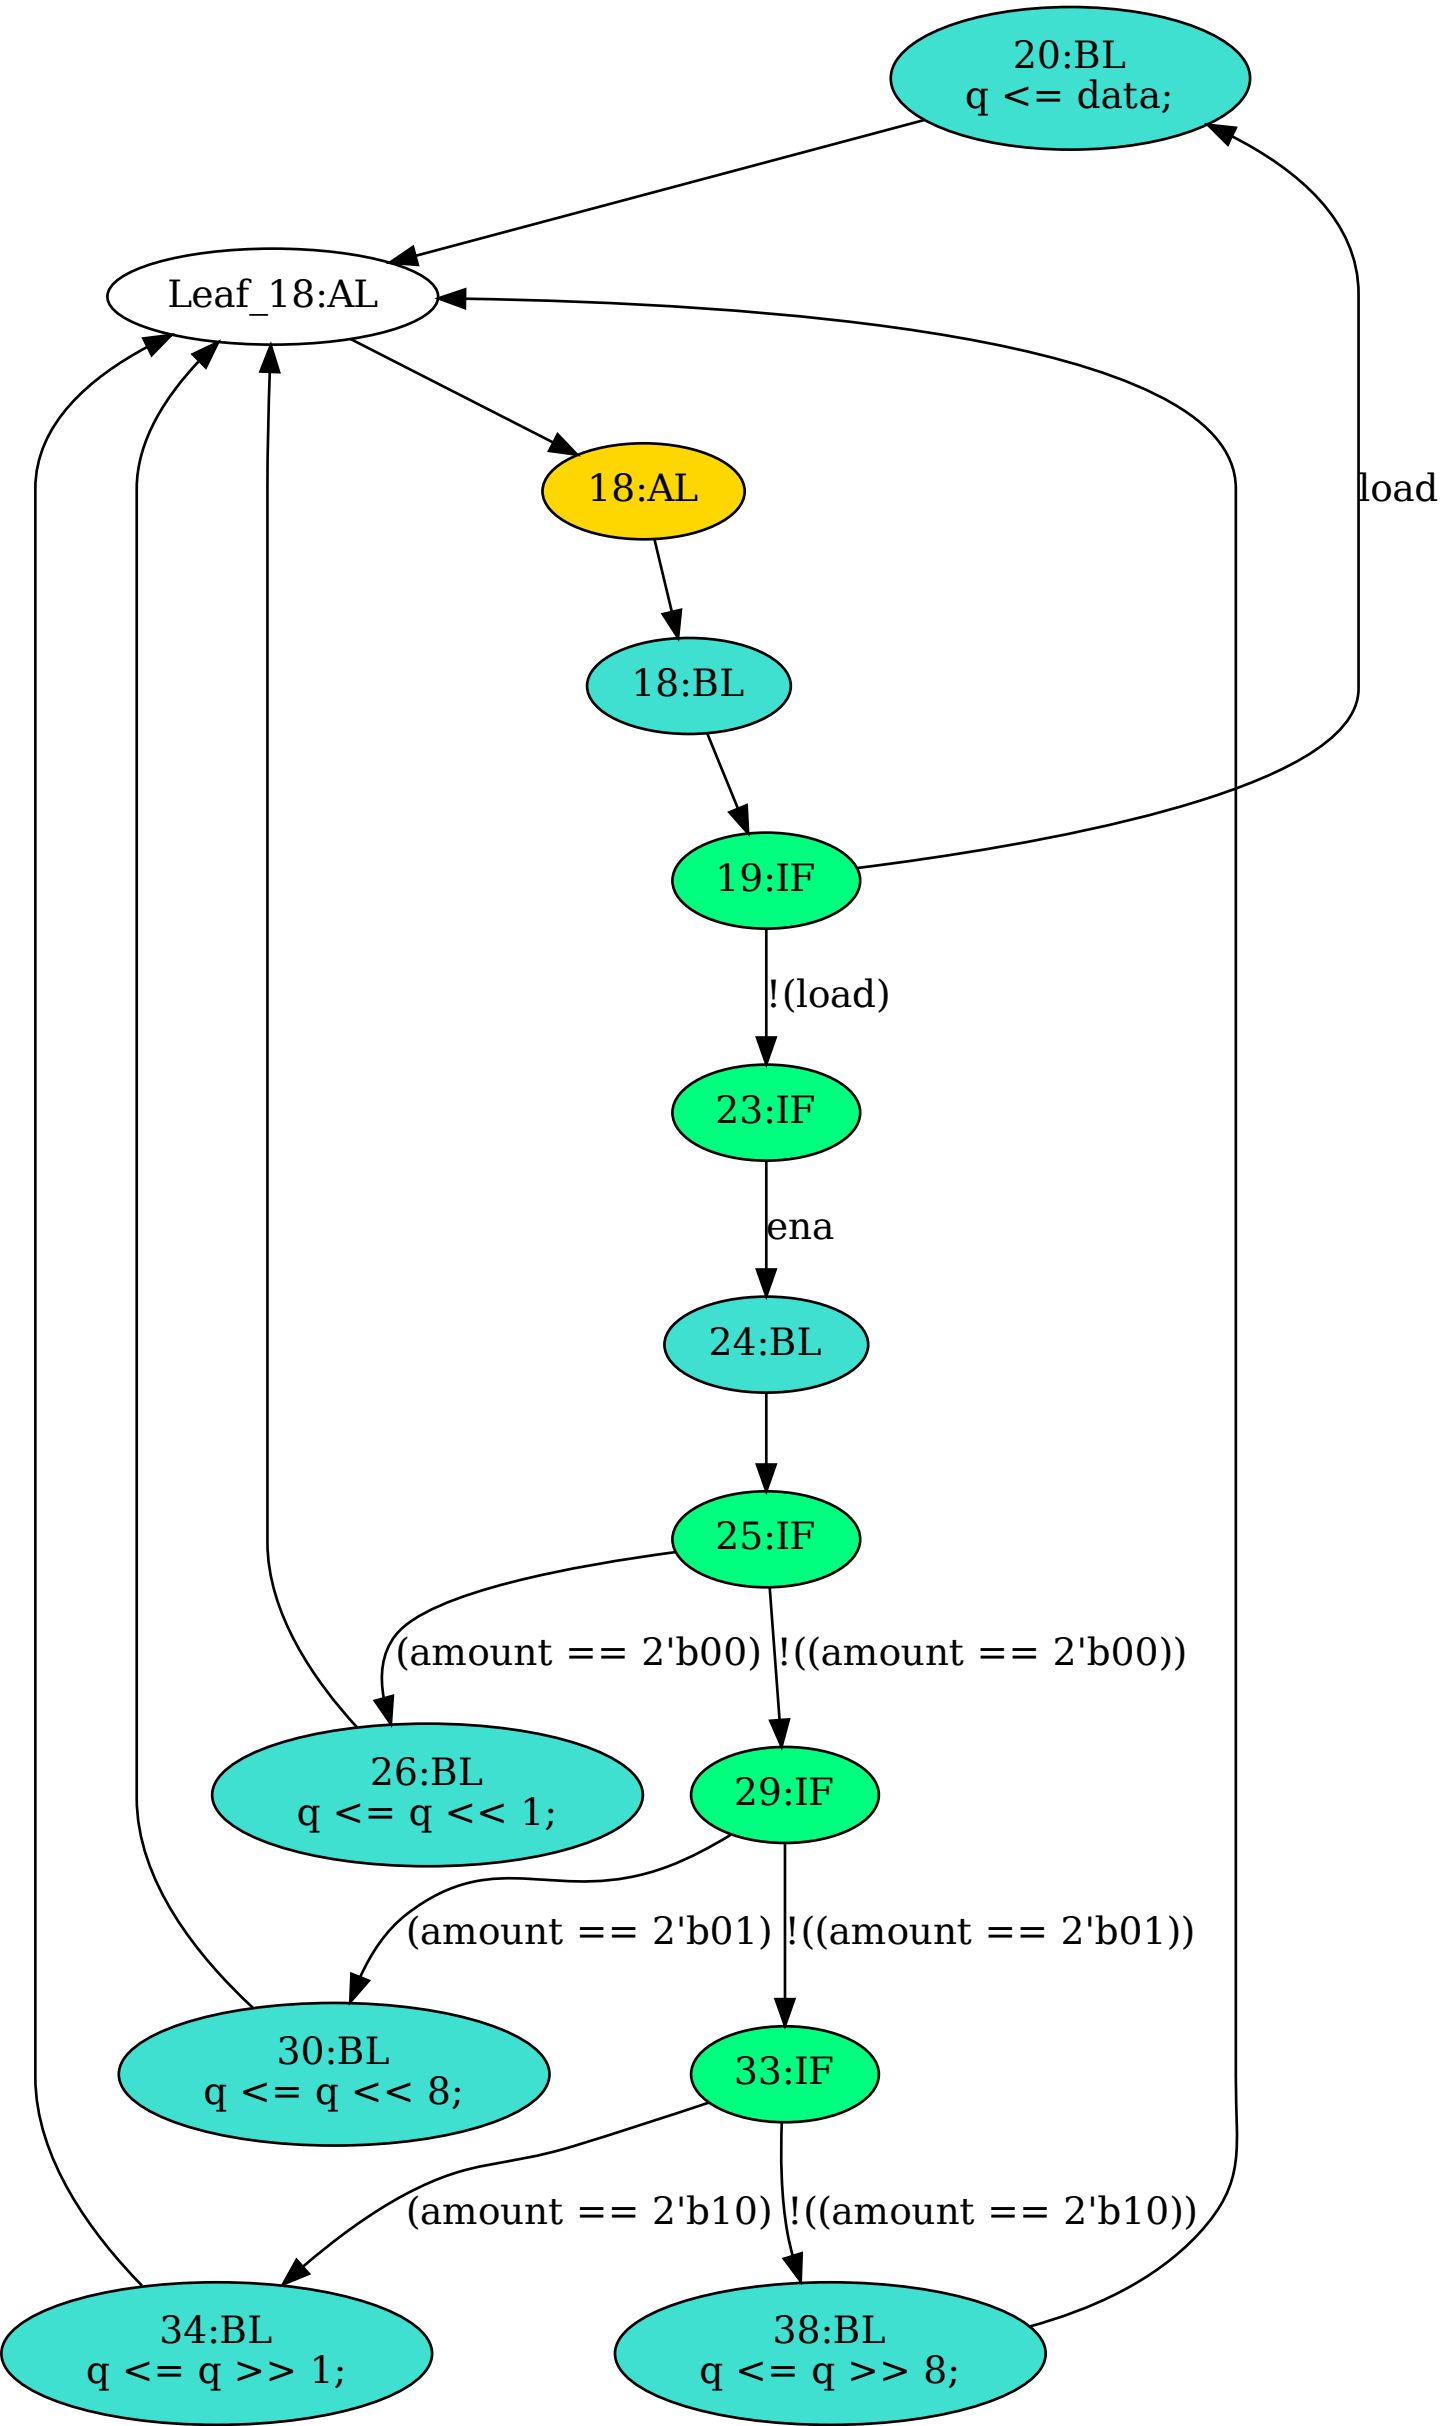 20:BL
q <= data;
Leaf_18:AL
18:AL
load
18:BL
19:IF
!(load)
23:IF
ena
24:BL
25:IF
(amount == 2'b00)
!((amount == 2'b00))
26:BL
q <= q << 1;
29:IF
(amount == 2'b01)
!((amount == 2'b01))
30:BL
q <= q << 8;
33:IF
(amount == 2'b10)
!((amount == 2'b10))
34:BL
q <= q >> 1;
38:BL
q <= q >> 8;